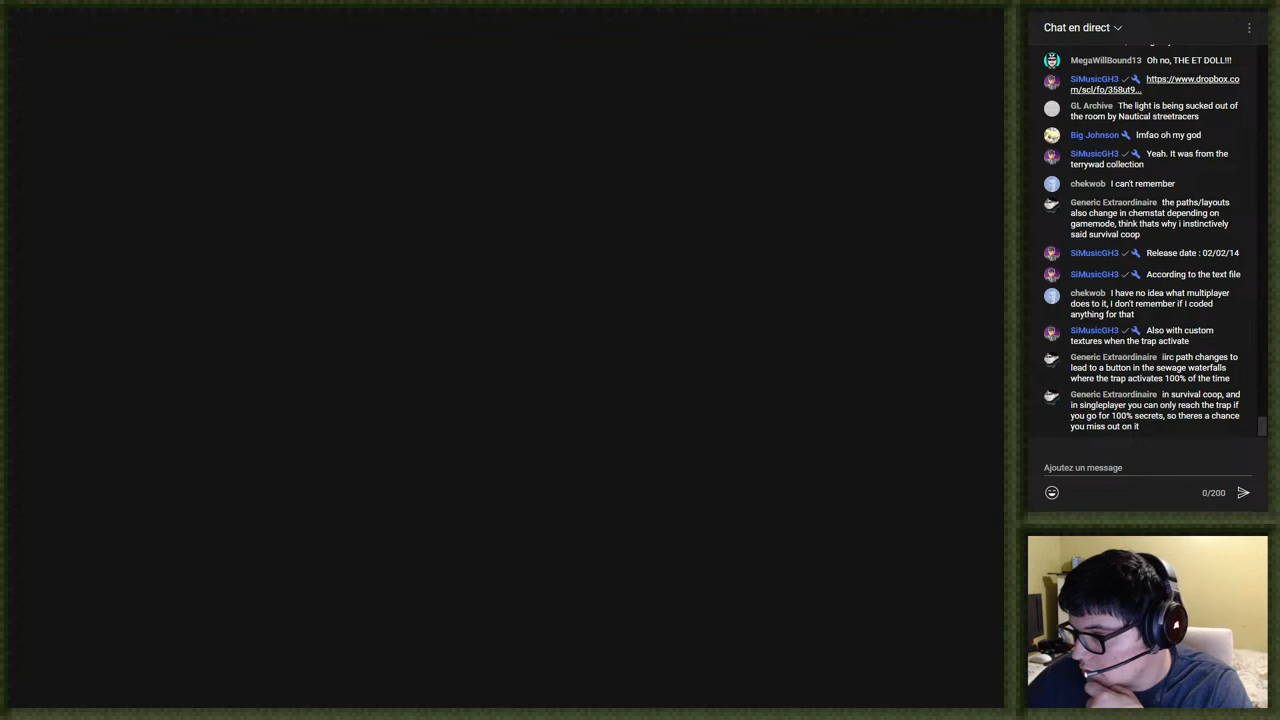 Chat en direct
MegaWillBound13 Oh no, THE ET DOLL!!!
SiMusicGH3 https://www.dropbox.co
m/scl/fo/358ut9...
GL Archive The light is being sucked out of
the room by Nautical streetracers
Big Johnson lmfao oh my god
SiMusicGH3 Yeah. It was from the
terrywad collection
chekwob I can't remember
Generic Extraordinaire the paths/layouts
also change in chemstat depending on
gamemode, think thats why i instinctively
said survival coop
SiMusicGH3 Release date : 02/02/14
SiMusicGH3 According to the text file
chekwob I have no idea what multiplayer
does to it, I don't remember if I coded
anything for that
SiMusicGH3 Also with custom
textures when the trap activate
Generic Extraordinaire iirc path changes to
lead to a button in the sewage waterfalls
where the trap activates 100% of the time
Generic Extraordinaire in survival coop, and
in singleplayer you can only reach the trap if
you go for 100% secrets, so theres a chance
you miss out on it
Ajoutez un message
0/200